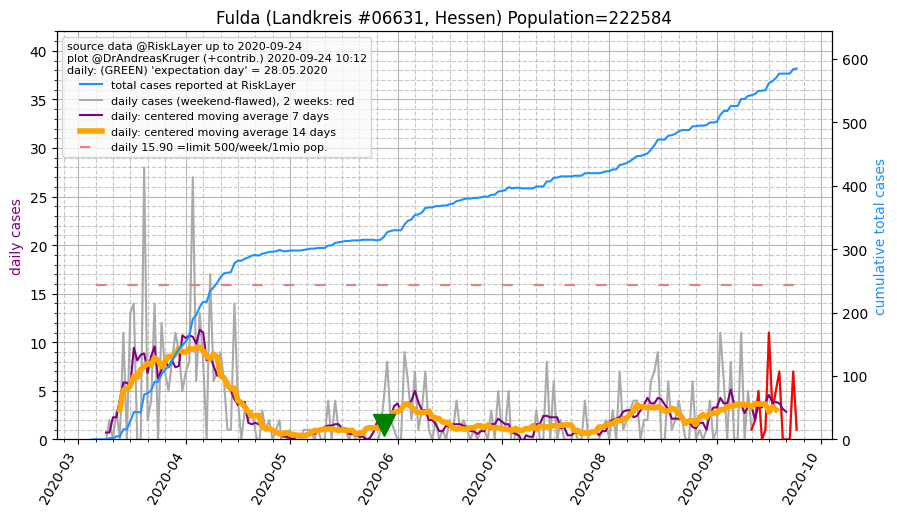 Fulda (Landkreis #06631, Hessen) Population=222584
source data @RiskLayer up to 2020-09-24
plot @DrAndreasKruger (+contrib.) 2020-09-24 10:12
daily: (GREEN) 'expectation day' = 28.05.2020
total cases reported at RiskLayer
daily cases (weekend-flawed), 2 weeks: red
daily: centered moving average 7 days
daily: centered moving average 14 days
daily 15.90 =limit 500/week/1mio pop.
daily cases
40
35
30
25
20
15
10
5
0
cumulative total cases
600
500
400
300
200
100
0
2020-03
2020-04
2020-05
2020-06
2020-07
2020-08
2020-09
2020-10